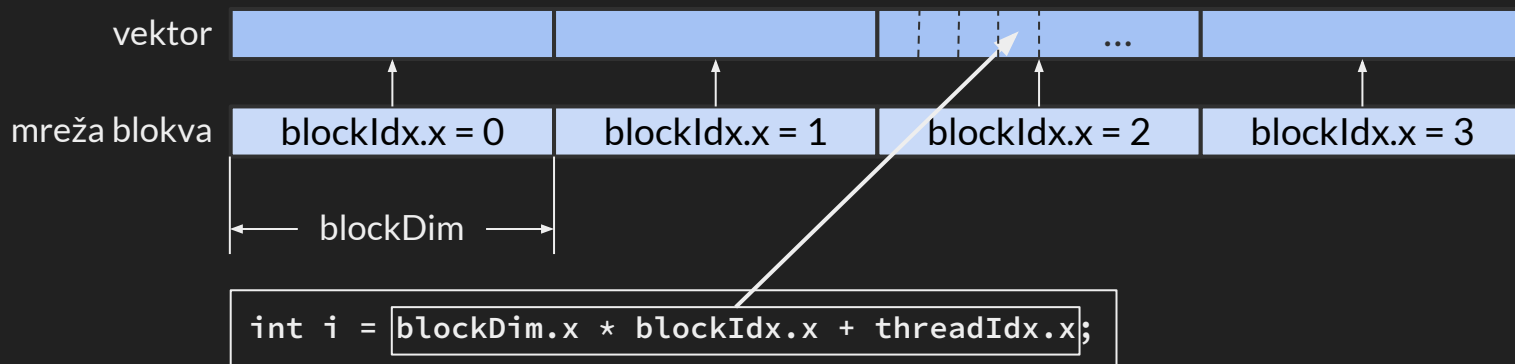 vektor
...
mreža blokva
blockIdx.x = 0
blockIdx.x = 1
blockIdx.x = 2
blockIdx.x = 3
blockDim
int i = blockDim.x * blockIdx.x + threadIdx.x;